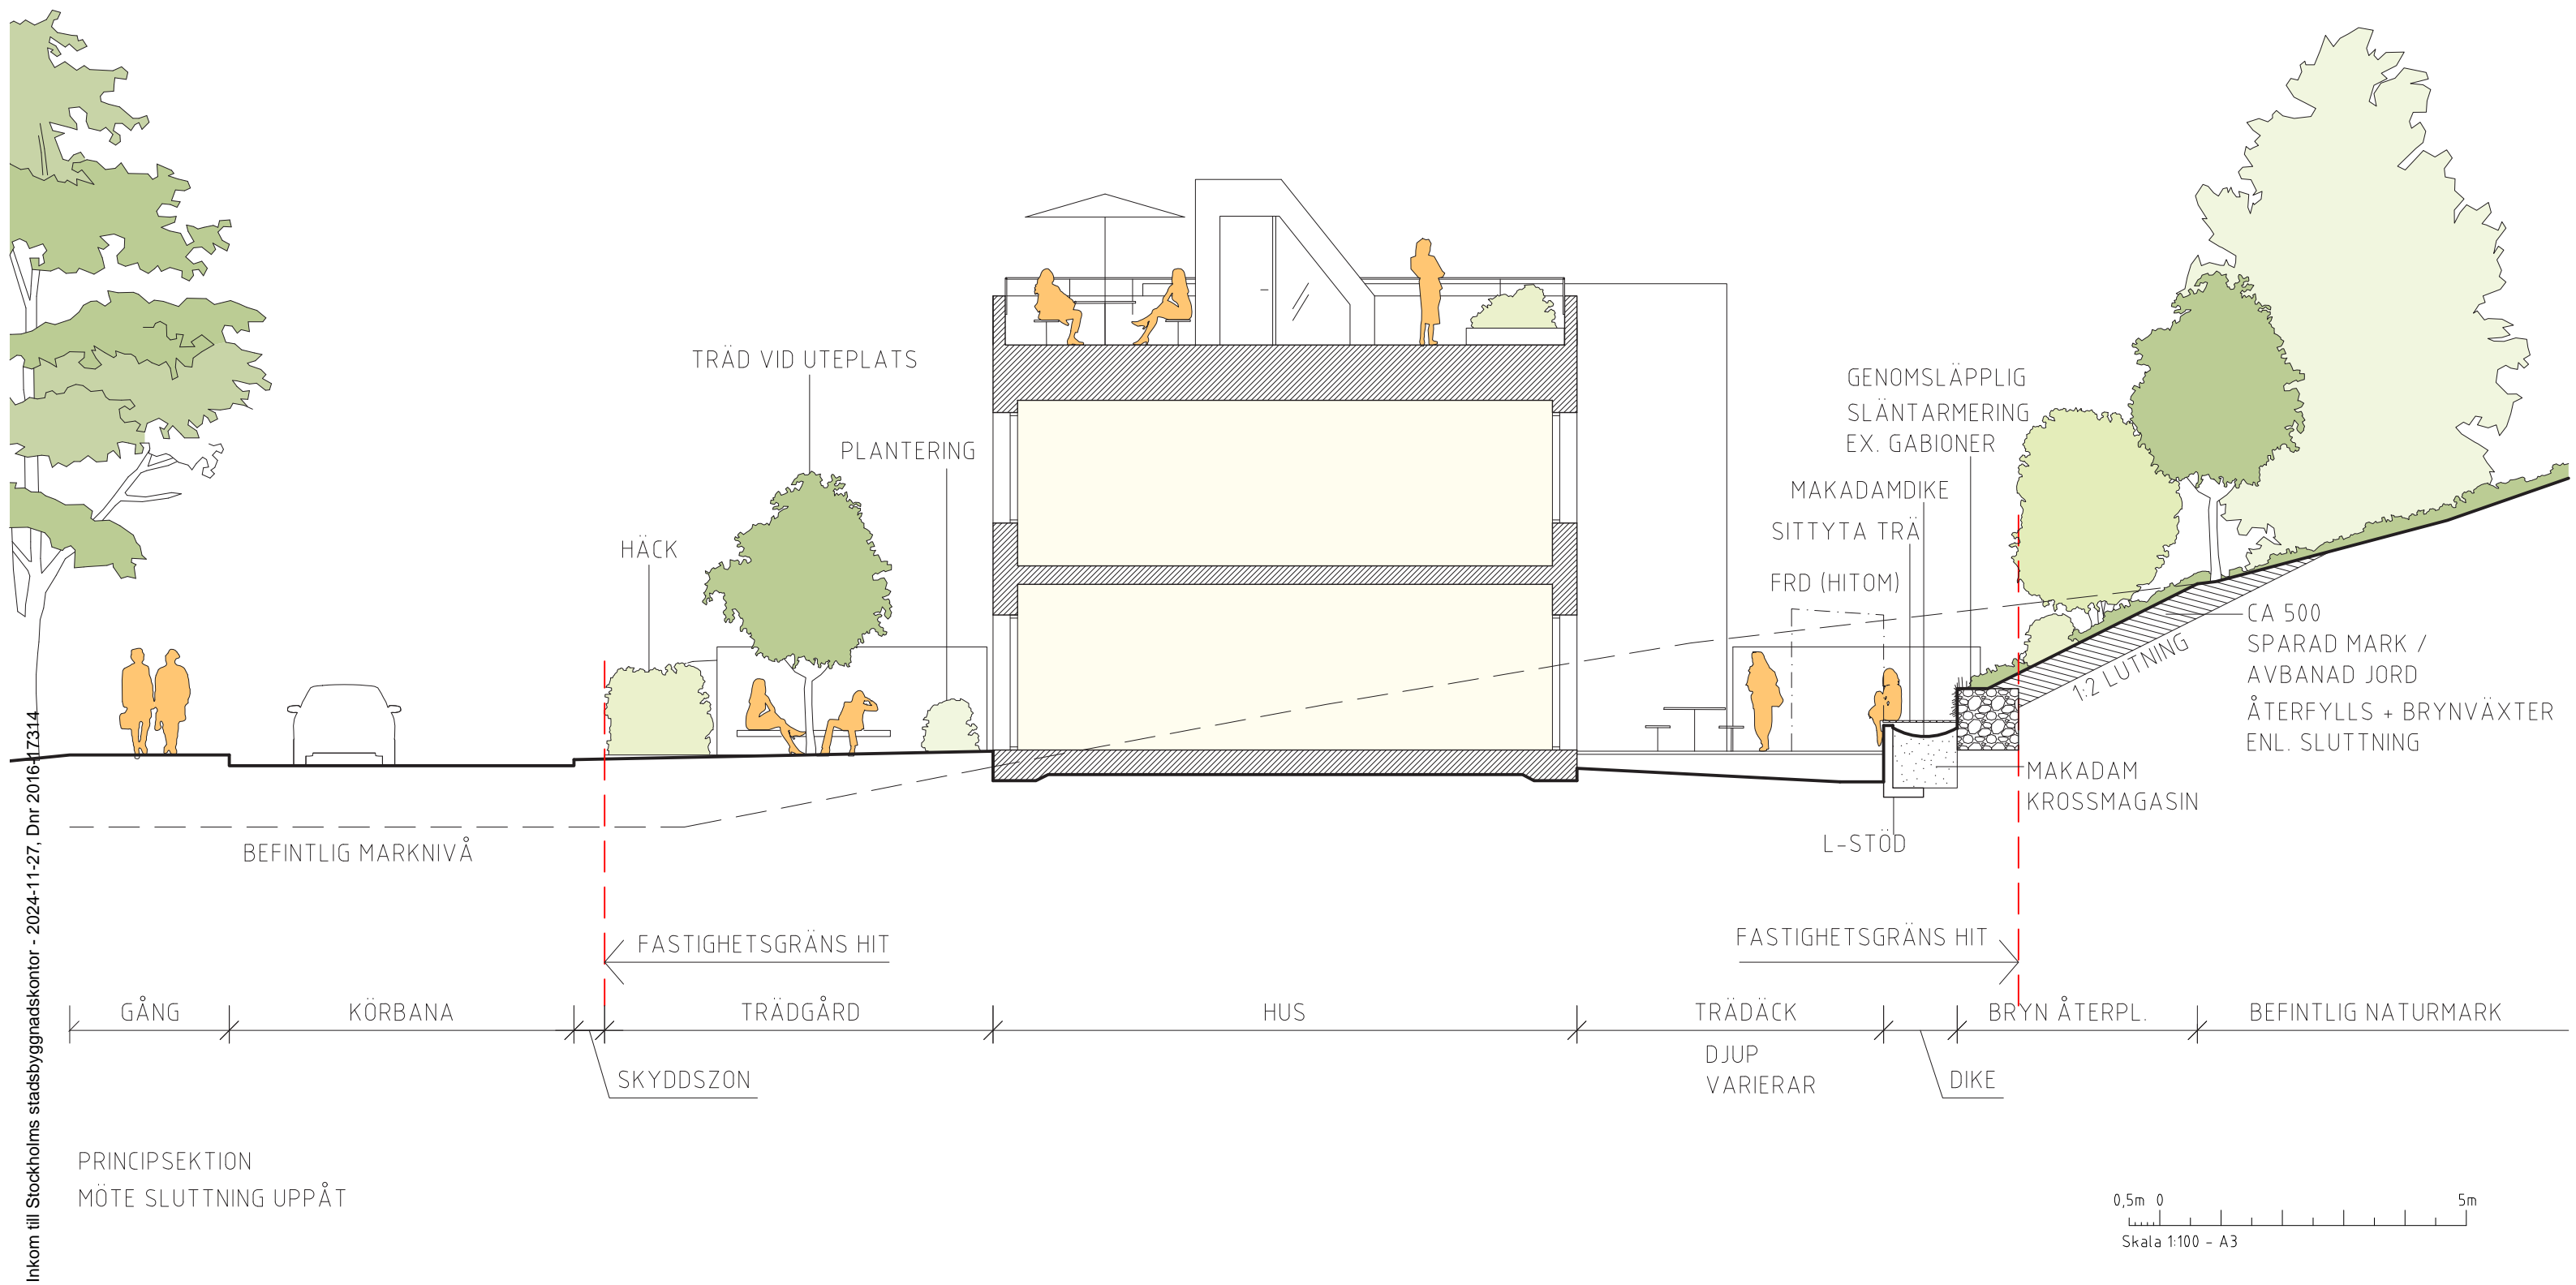 TRÄD VID UTEPLATS
PLANTERING
HÄCK
GENOMSLÄPPLIG
SLÄNTARMERING
EX. GABIONER
MAKADAMDIKE
SITTYTA TRÄ
FRD (HITOM)
CA 500
SPARAD MARK /
AVBANAD JORD
ÅTERFYLLS + BRYNVÄXTER
ENL. SLUTTNING
1:2 LUTNING
MAKADAM
KROSSMAGASIN
L-STÖD
BEFINTLIG MARKNIVÅ
FASTIGHETSGRÄNS HIT
FASTIGHETSGRÄNS HIT
GÅNG
KÖRBANA
TRÄDGÅRD
HUS
TRÄDÄCK
BRYN ÅTERPL.
BEFINTLIG NATURMARK
DJUP
VARIERAR
SKYDDSZON
DIKE
PRINCIPSEKTION
MÖTE SLUTTNING UPPÅT
0,5m 0 5m
Skala 1:100 - A3
Inkom till Stockholms stadsbyggnadskontor - 2024-11-27, Dnr 2016-17314